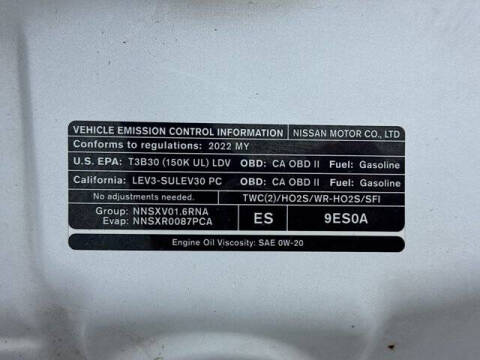 VEHICLE EMISSION CONTROL INFORMATION NISSAN MOTOR CO., LTD
Conforms to regulations: 2022 MY
U.S. EPA: T3B30 (150K UL) LDV OBD: CA OBD II Fuel: Gasoline
California: LEV3-SULEV30 PC OBD: CA OBD II Fuel: Gasoline
No adjustments needed. TWC(2)/HO2S/WR-HO2S/SFI
Group: NNSXV01.6RNA
Evap: NNSXR0087PCA ES 9ES0A
Engine Oil Viscosity: SAE 0W-20